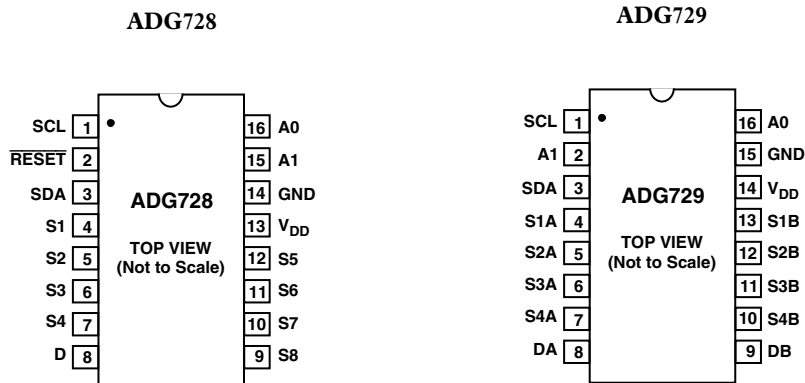 ADG728
SCL 1 16 A0
RESET 2 15 A1
SDA 3 14 GND
S1 4 13 VDD
S2 5 12 S5
S3 6 11 S6
S4 7 10 S7
D 8 9 S8
ADG728
TOP VIEW
(Not to Scale)
ADG729
SCL 1 16 A0
A1 2 15 GND
SDA 3 14 VDD
S1A 4 13 S1B
S2A 5 12 S2B
S3A 6 11 S3B
S4A 7 10 S4B
DA 8 9 DB
ADG729
TOP VIEW
(Not to Scale)